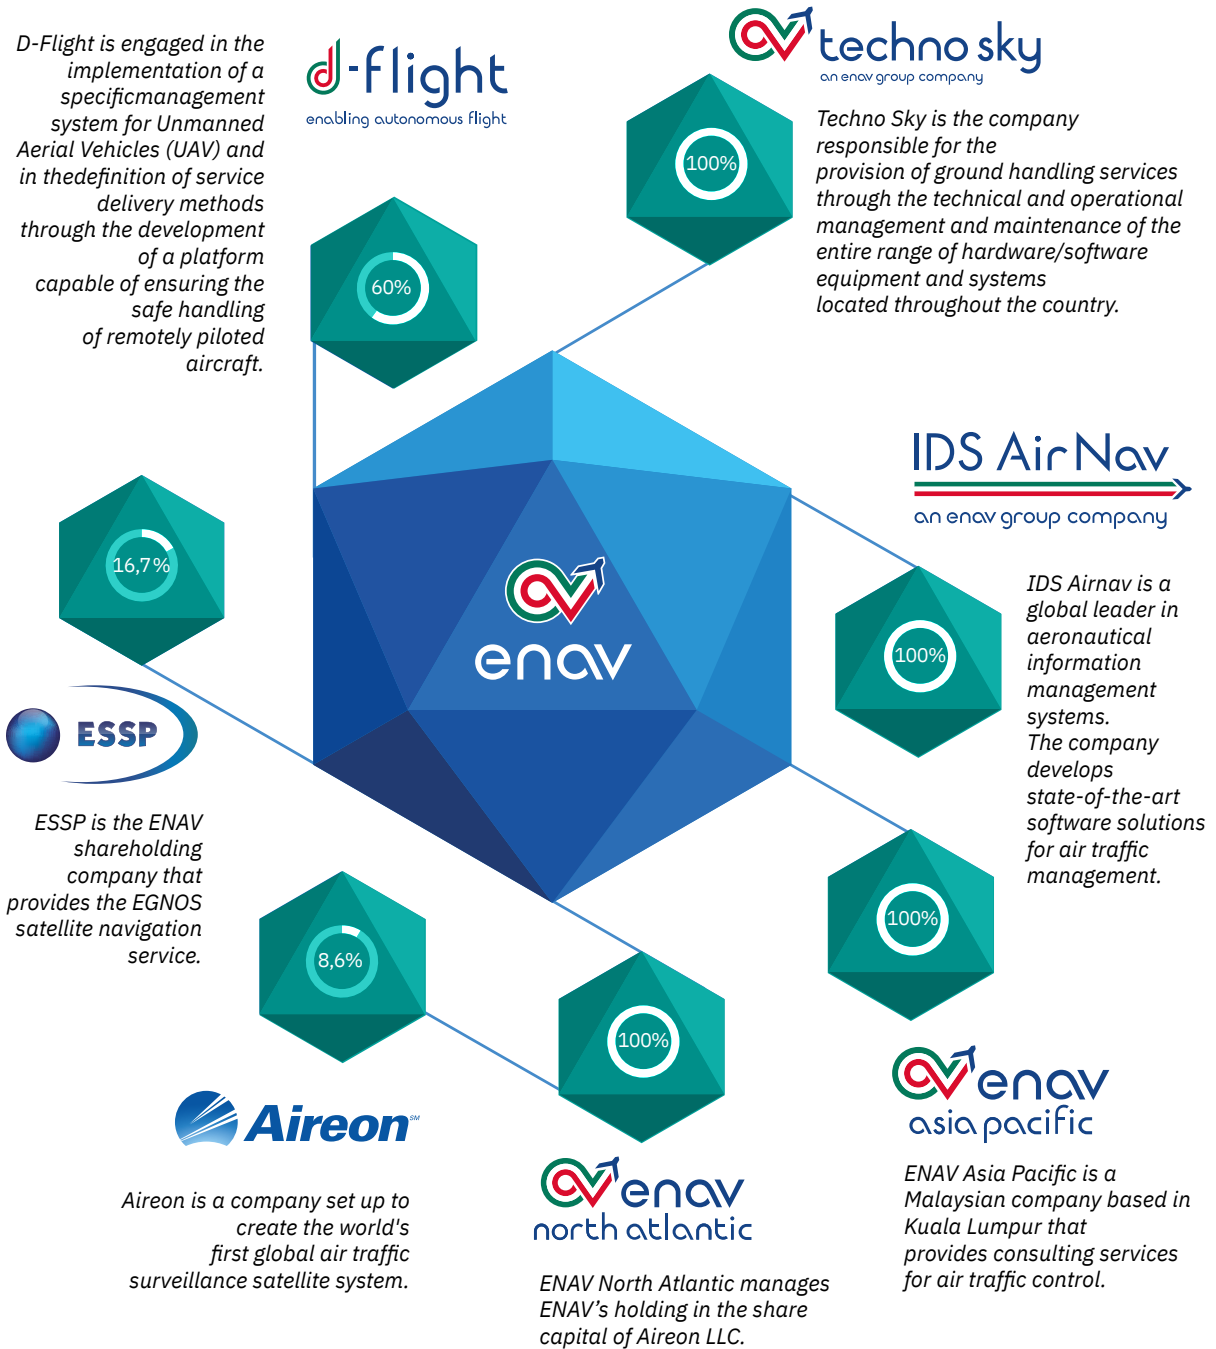 D-Flight is engaged in the
implementation of a
specificmanagement
system for Unmanned
Aerial Vehicles (UAV) and
in thedefinition of service
delivery methods
through the development
of a platform
capable of ensuring the
safe handling
of remotely piloted
aircraft.
d-flight
enabling autonomous flight
60%
techno sky
an enav group company
100%
Techno Sky is the company
responsible for the
provision of ground handling services
through the technical and operational
management and maintenance of the
entire range of hardware/software
equipment and systems
located throughout the country.
IDS AirNav
an enav group company
100%
IDS Airnav is a
global leader in
aeronautical
information
management
systems.
The company
develops
state-of-the-art
software solutions
for air traffic
management.
enav
16,7%
ESSP
ESSP is the ENAV
shareholding
company that
provides the EGNOS
satellite navigation
service.
8,6%
Aireon SM
Aireon is a company set up to
create the world's
first global air traffic
surveillance satellite system.
100%
enav
north atlantic
ENAV North Atlantic manages
ENAV’s holding in the share
capital of Aireon LLC.
100%
enav
asia pacific
ENAV Asia Pacific is a
Malaysian company based in
Kuala Lumpur that
provides consulting services
for air traffic control.